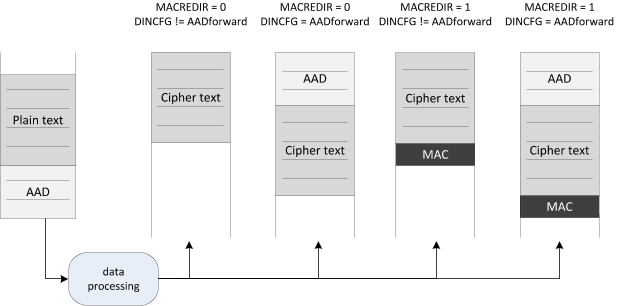 MACREDIR = 0
DINCFG != AADforward
MACREDIR = 0
DINCFG = AADforward
MACREDIR = 1
DINCFG != AADforward
MACREDIR = 1
DINCFG = AADforward
Plain text
AAD
Cipher text
AAD
Cipher text
Cipher text
MAC
AAD
Cipher text
MAC
data
processing